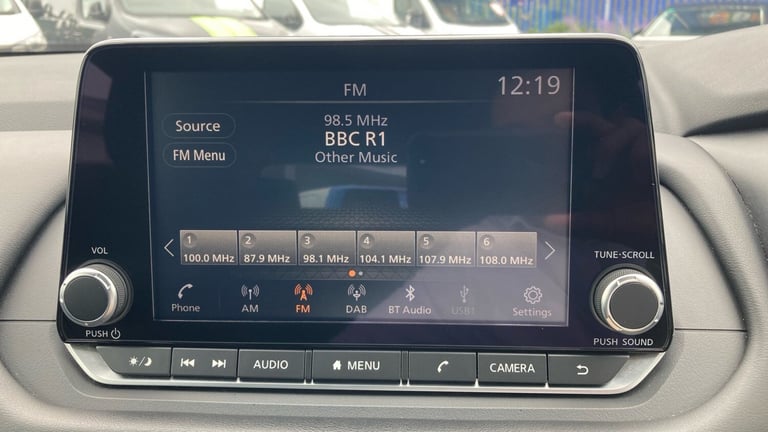 FM
12:19
Source
98.5 MHz
BBC R1
FM Menu
Other Music
1 2 3 4 5 6
100.0 MHz 87.9 MHz 98.1 MHz 104.1 MHz 107.9 MHz 108.0 MHz
VOL
TUNE-SCROLL
Phone AM FM DAB BT Audio USB1 Settings
PUSH
PUSH SOUND
AUDIO MENU CAMERA